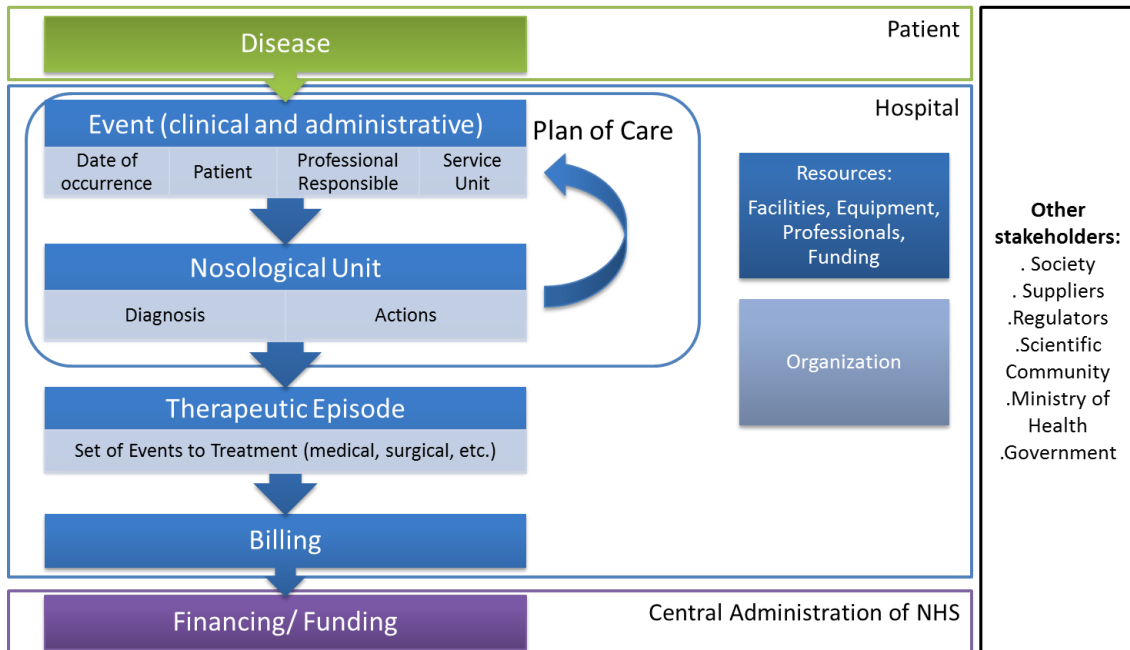 Disease
Patient
Event (clinical and administrative)
Date of
occurrence
Patient
Professional
Responsible
Service
Unit
Plan of Care
Nosological Unit
Diagnosis
Actions
Therapeutic Episode
Set of Events to Treatment (medical, surgical, etc.)
Billing
Hospital
Resources:
Facilities, Equipment,
Professionals,
Funding
Organization
Financing/ Funding
Central Administration of NHS
Other
stakeholders:
. Society
. Suppliers
.Regulators
.Scientific
Community
.Ministry of
Health
.Government